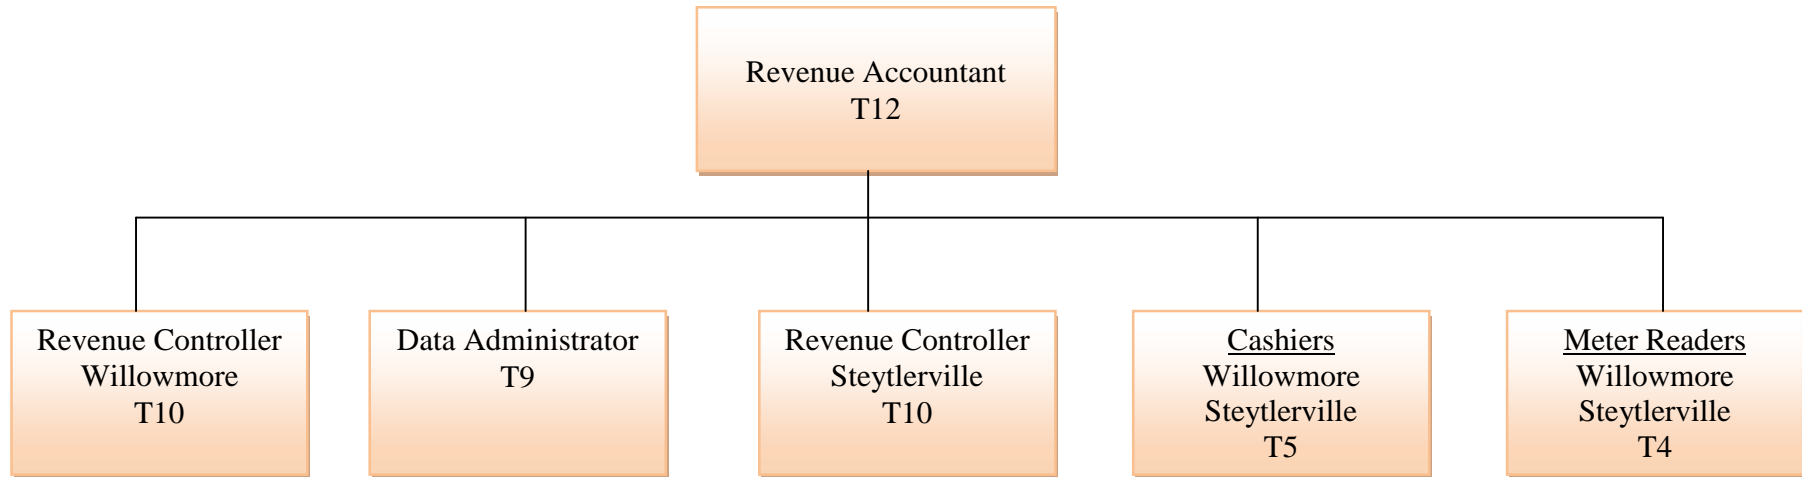 Revenue Accountant
T12
Revenue Controller
Willowmore
T10
Data Administrator
T9
Revenue Controller
Steytlerville
T10
Cashiers
Willowmore
Steytlerville
T5
Meter Readers
Willowmore
Steytlerville
T4